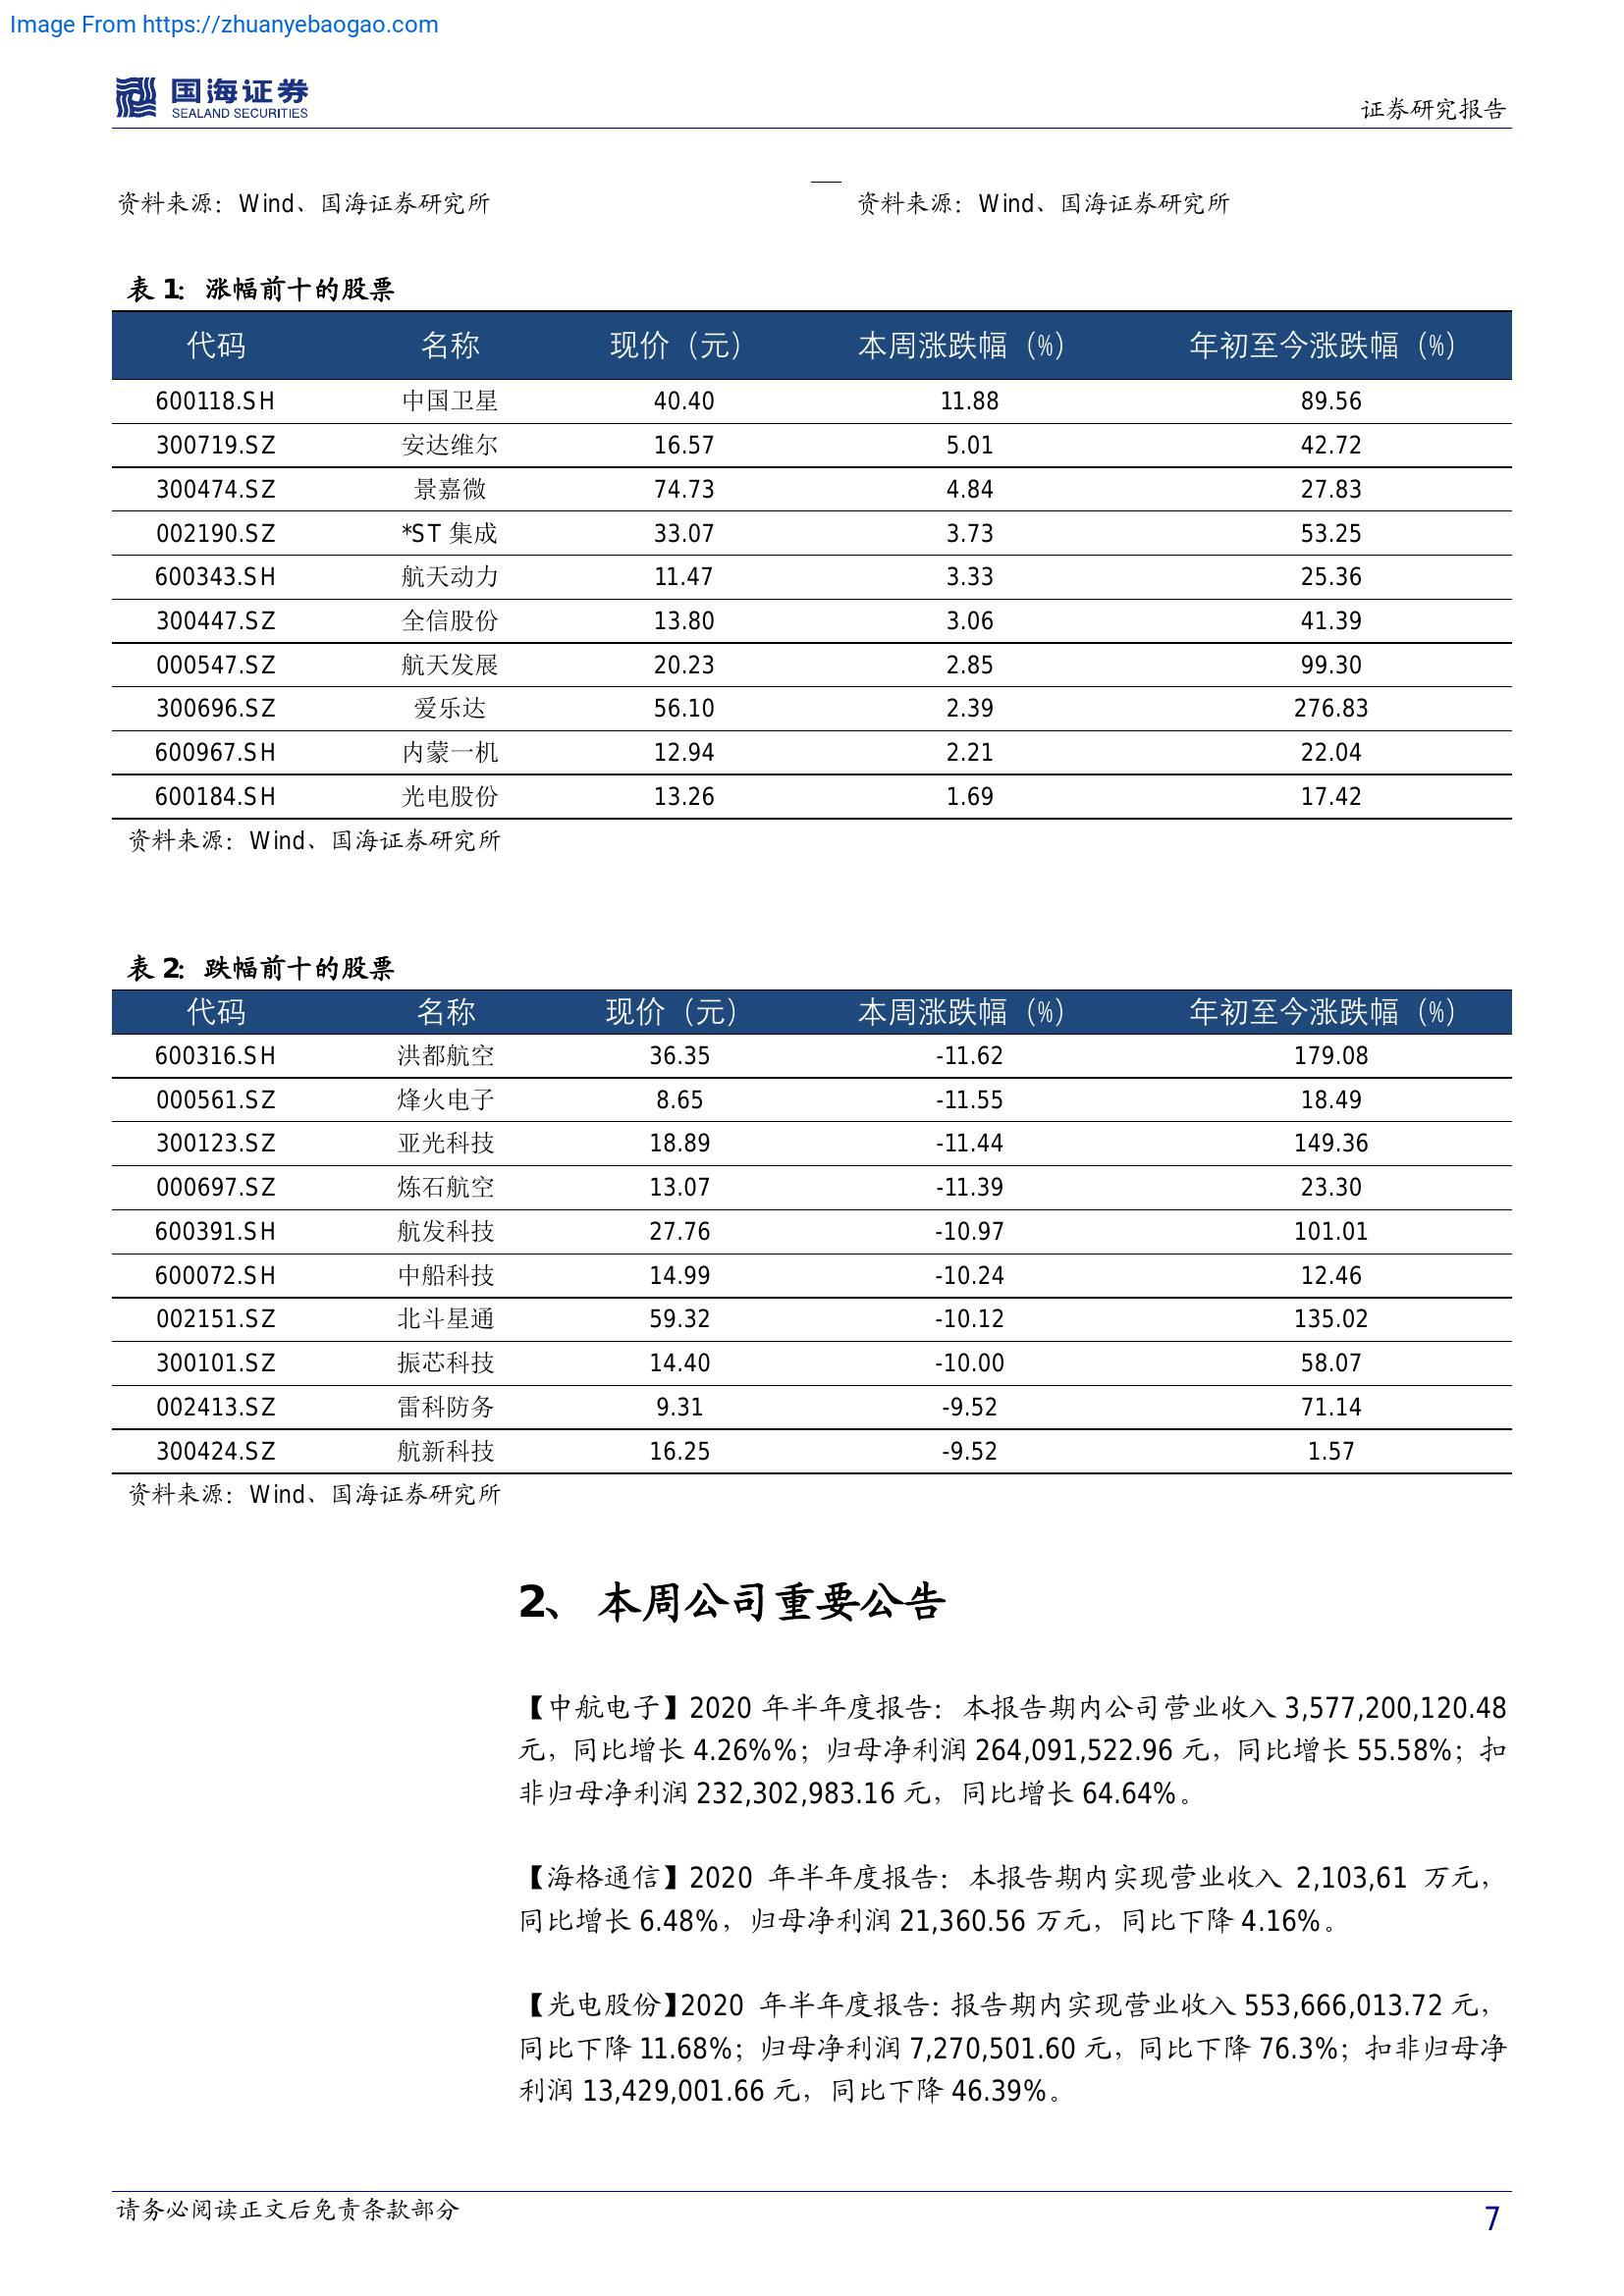 Image From https://zhuanyebaogao.com
国海证券
SEALAND SECURITIES
证券研究报告
资料来源：Wind、国海证券研究所 资料来源：Wind、国海证券研究所
表 1：涨幅前十的股票
代码 名称 现价（元） 本周涨跌幅（%） 年初至今涨跌幅（%）
600118.SH 中国卫星 40.40 11.88 89.56
300719.SZ 安达维尔 16.57 5.01 42.72
300474.SZ 景嘉微 74.73 4.84 27.83
002190.SZ *ST 集成 33.07 3.73 53.25
600343.SH 航天动力 11.47 3.33 25.36
300447.SZ 全信股份 13.80 3.06 41.39
000547.SZ 航天发展 20.23 2.85 99.30
300696.SZ 爱乐达 56.10 2.39 276.83
600967.SH 内蒙一机 12.94 2.21 22.04
600184.SH 光电股份 13.26 1.69 17.42
资料来源：Wind、国海证券研究所
表 2：跌幅前十的股票
代码 名称 现价（元） 本周涨跌幅（%） 年初至今涨跌幅（%）
600316.SH 洪都航空 36.35 -11.62 179.08
000561.SZ 烽火电子 8.65 -11.55 18.49
300123.SZ 亚光科技 18.89 -11.44 149.36
000697.SZ 炼石航空 13.07 -11.39 23.30
600391.SH 航发科技 27.76 -10.97 101.01
600072.SH 中船科技 14.99 -10.24 12.46
002151.SZ 北斗星通 59.32 -10.12 135.02
300101.SZ 振芯科技 14.40 -10.00 58.07
002413.SZ 雷科防务 9.31 -9.52 71.14
300424.SZ 航新科技 16.25 -9.52 1.57
资料来源：Wind、国海证券研究所
2、 本周公司重要公告
【中航电子】2020 年半年度报告：本报告期内公司营业收入 3,577,200,120.48
元，同比增长 4.26%%；归母净利润 264,091,522.96 元，同比增长 55.58%；扣
非归母净利润 232,302,983.16 元，同比增长 64.64%。
【海格通信】2020 年半年度报告：本报告期内实现营业收入 2,103,61 万元，
同比增长 6.48%，归母净利润 21,360.56 万元，同比下降 4.16%。
【光电股份】2020 年半年度报告：报告期内实现营业收入 553,666,013.72 元，
同比下降 11.68%；归母净利润 7,270,501.60 元，同比下降 76.3%；扣非归母净
利润 13,429,001.66 元，同比下降 46.39%。
请务必阅读正文后免责条款部分
7